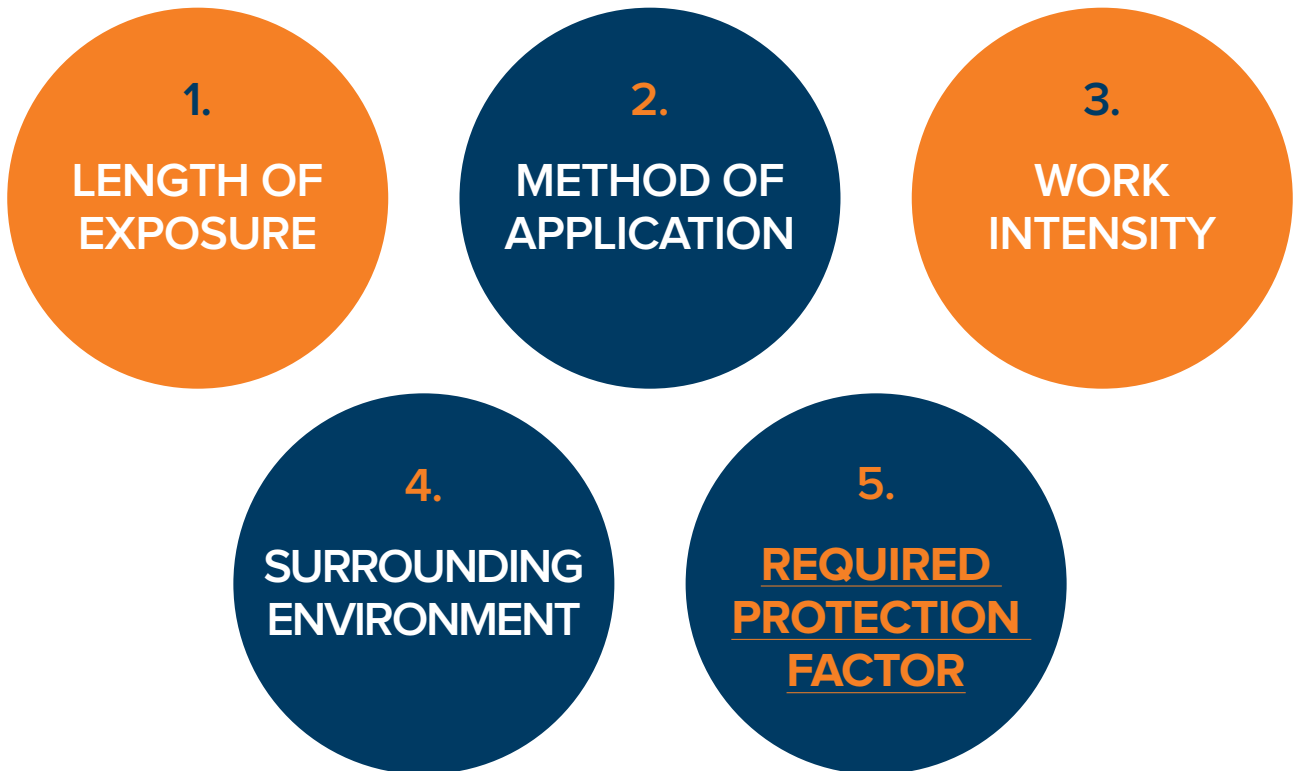 1.
LENGTH OF
EXPOSURE
2.
METHOD OF
APPLICATION
3.
WORK
INTENSITY
4.
SURROUNDING
ENVIRONMENT
5.
REQUIRED
PROTECTION
FACTOR